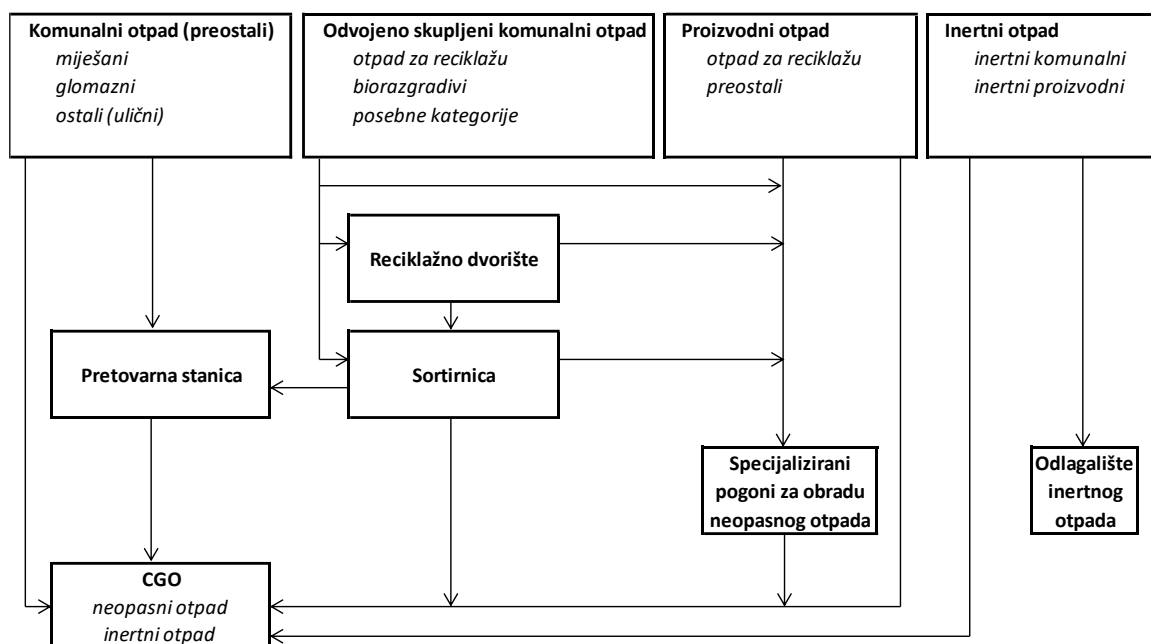 Komunalni otpad (preostali)
miješani
glomazni
ostali (ulični)
Odvojeno skupljeni komunalni otpad
otpad za reciklažu
biorazgradivi
posebne kategorije
Proizvodni otpad
otpad za reciklažu
preostali
Inertni otpad
inertni komunalni
inertni proizvodni
Reciklažno dvorište
Pretovarna stanica
Sortirnica
Specijalizirani
pogoni za obradu
neopasnog otpada
Odlagalište
inertnog
otpada
CGO
neopasni otpad
inertni otpad